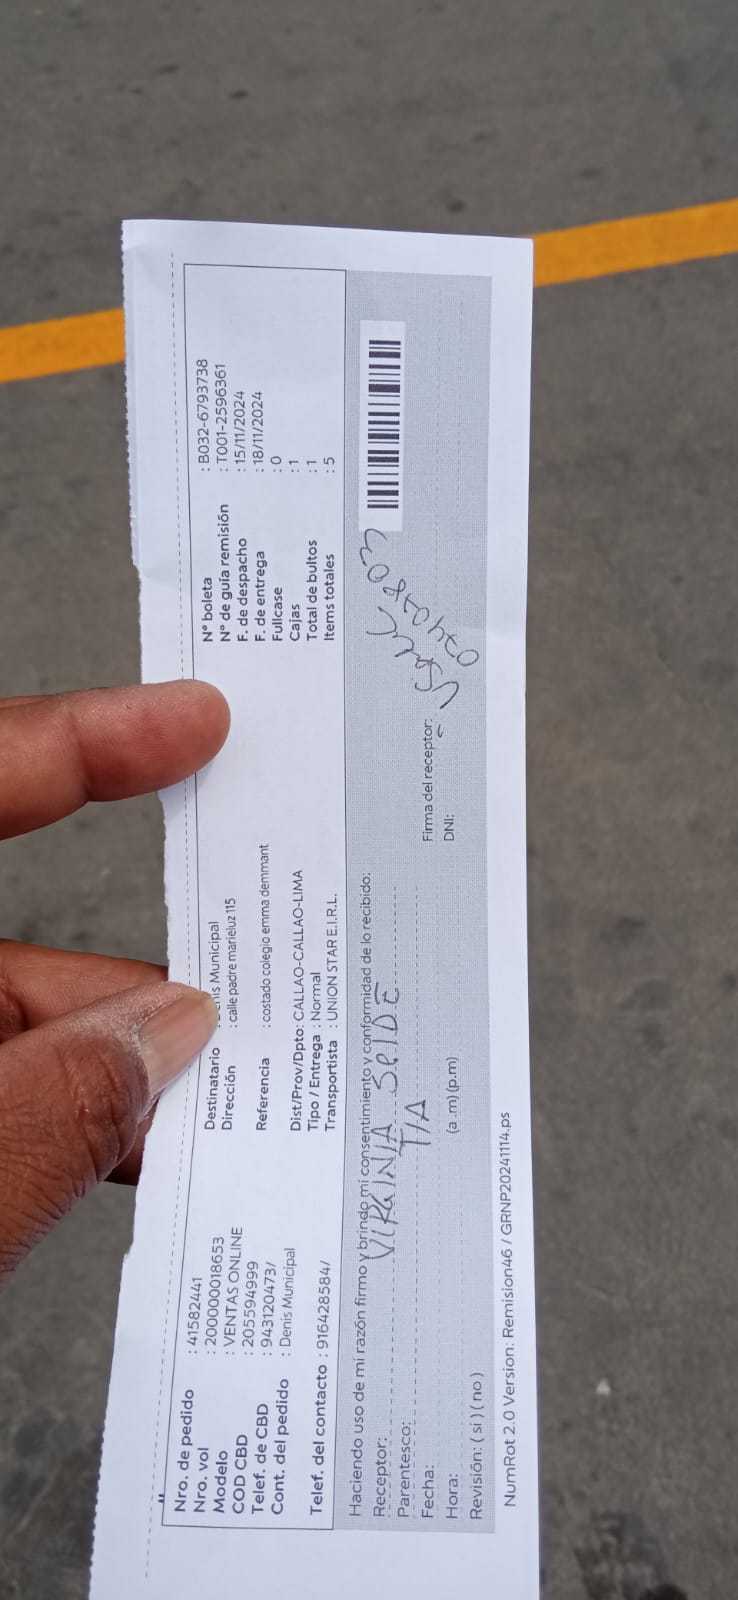 Nro. de pedido : 41582441
Nro. vol : 200000018653
Modelo : VENTAS ONLINE
COD CBD : 205594999
Telef. de CBD : 943120473/
Cont. del pedido : Denis Municipal
Telef. del contacto : 916428584/
Destinatario : Denis Municipal
Dirección : calle padre marieluz 115
Referencia : costado colegio emma demmant
Dist/Prov/Dpto: CALLAO-CALLAO-LIMA
Tipo / Entrega : Normal
Transportista : UNION STAR E.I.R.L.
N° boleta : B032-6793738
N° de guía remisión : T001-2596361
F. de despacho : 15/11/2024
F. de entrega : 18/11/2024
Fullcase : 0
Cajas : 1
Total de bultos : 1
Items totales : 5
Haciendo uso de mi razón firmo y brindo mi consentimiento y conformidad de lo recibido:
Receptor: VIRGINIA
Parentesco: T/A
Fecha:
Hora: (a .m) (p.m)
Revisión: ( si ) ( no )
Firma del receptor:
DNI:
NumRot 2.0 Version: Remision46 / GRNP20241114.ps